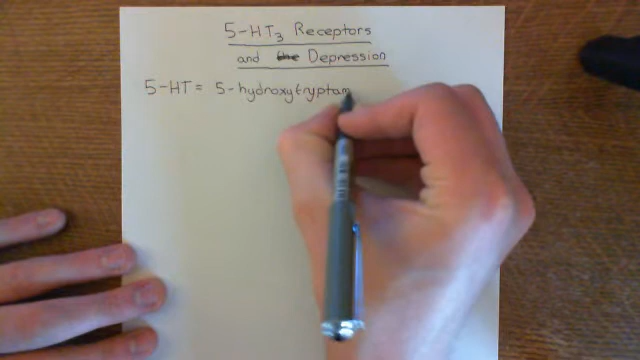 5-HT₃ Receptors
and the Depression
5-HT = 5-hydroxytryptam